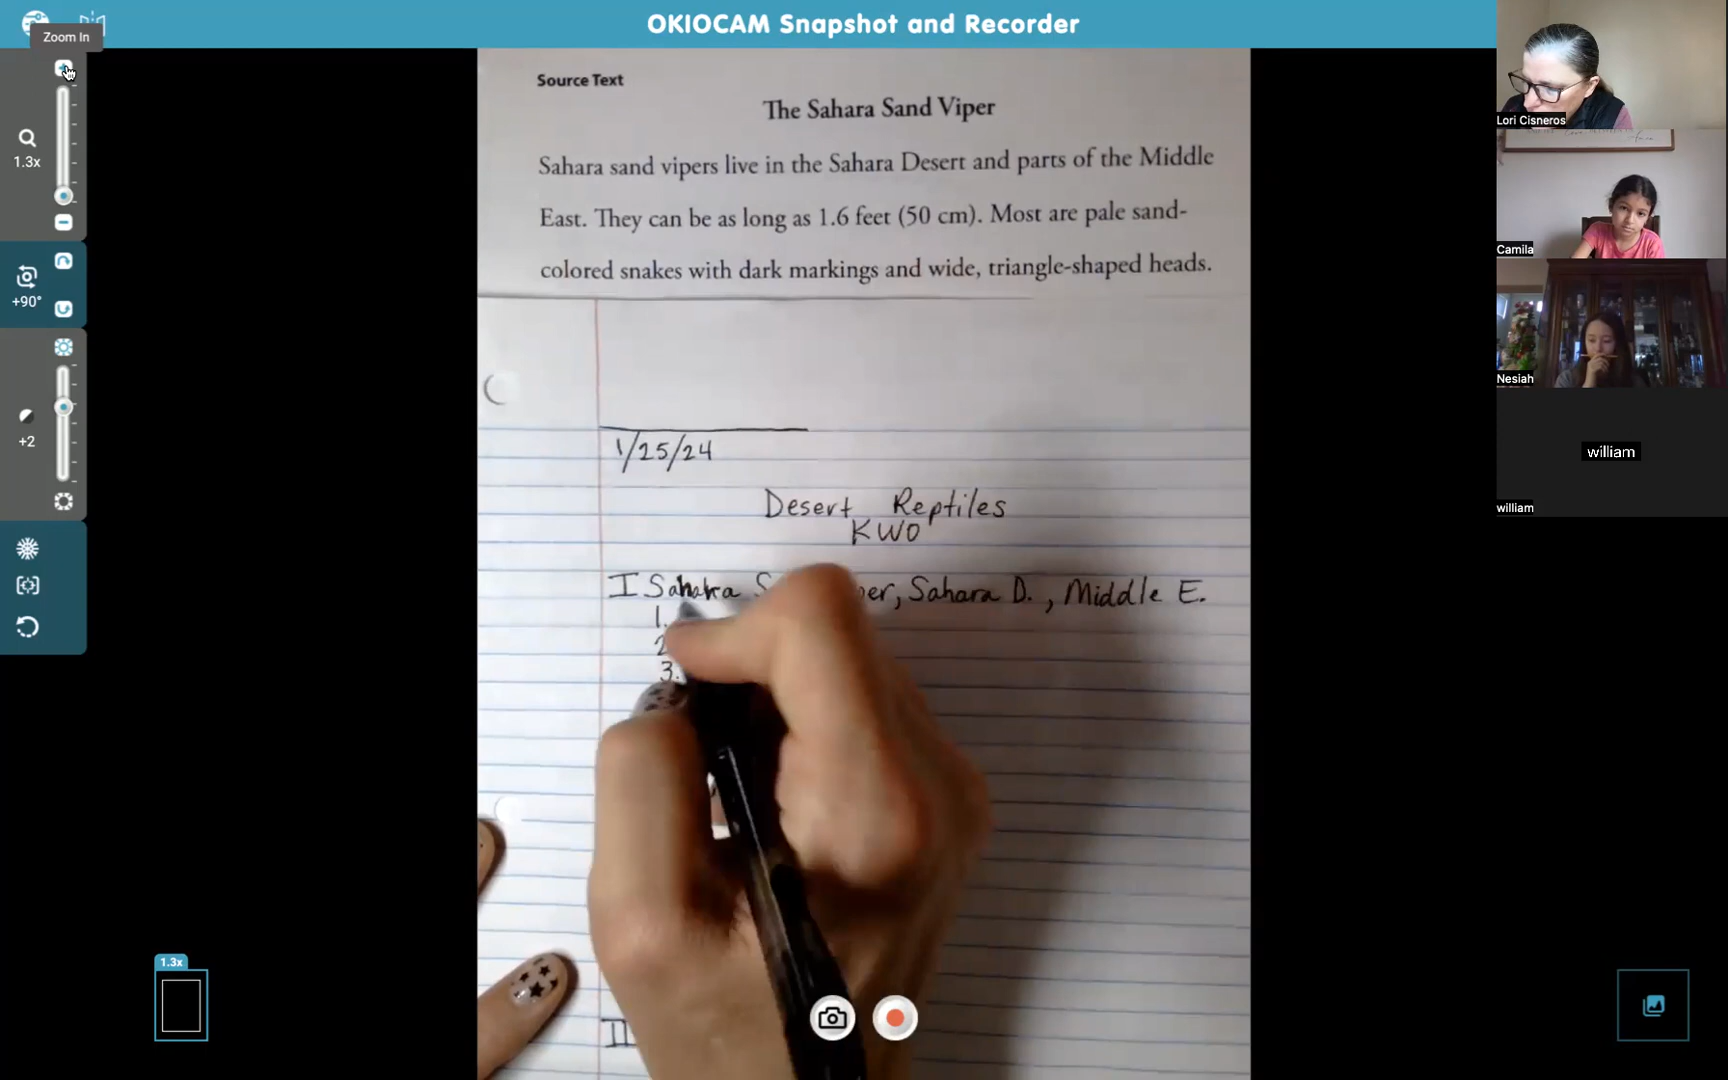 Zoom In
OKIOCAM Snapshot and Recorder
1.3x
+90°
+2
1.3x
Source Text
The Sahara Sand Viper
Sahara sand vipers live in the Sahara Desert and parts of the Middle
East. They can be as long as 1.6 feet (50 cm). Most are pale sand-
colored snakes with dark markings and wide, triangle-shaped heads.
1/25/24
Desert Reptiles
KWO
I Sahara Sahara D., Middle E.
1.
2
3.
II
Lori Cisneros
Camila
Nesiah
william
william